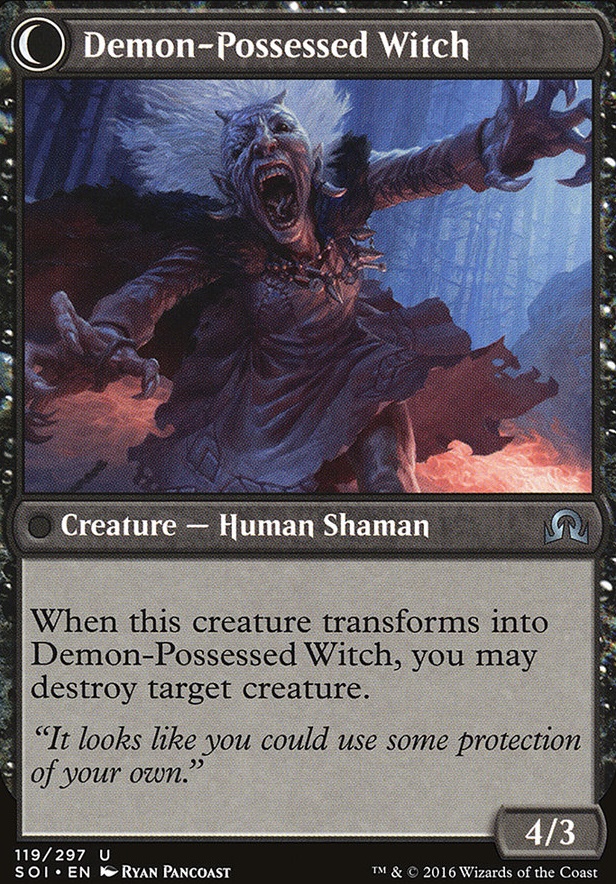 Demon-Possessed Witch
Creature — Human Shaman
When this creature transforms into
Demon-Possessed Witch, you may
destroy target creature.
“It looks like you could use some protection
of your own.”
4/3
119/297 U
SOI • EN RYAN PANCOAST
™ & © 2016 Wizards of the Coast